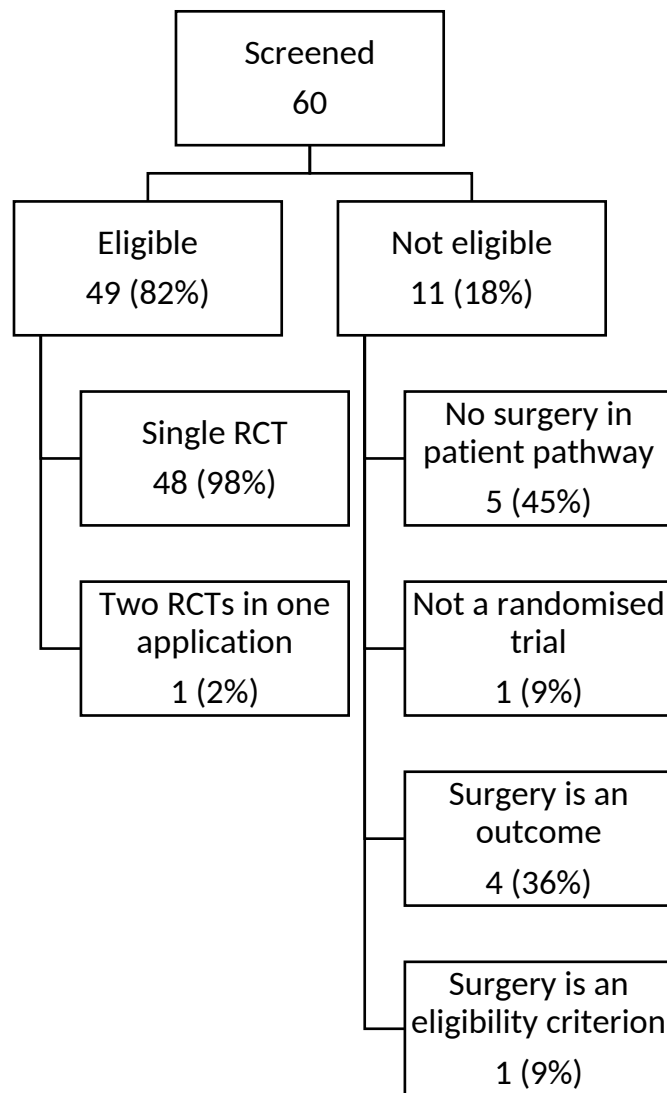 Screened
60
Eligible
49 (82%)
Not eligible
11 (18%)
Single RCT
48 (98%)
Two RCTs in one
application
1 (2%)
No surgery in
patient pathway
5 (45%)
Not a randomised
trial
1 (9%)
Surgery is an
outcome
4 (36%)
Surgery is an
eligibility criterion
1 (9%)